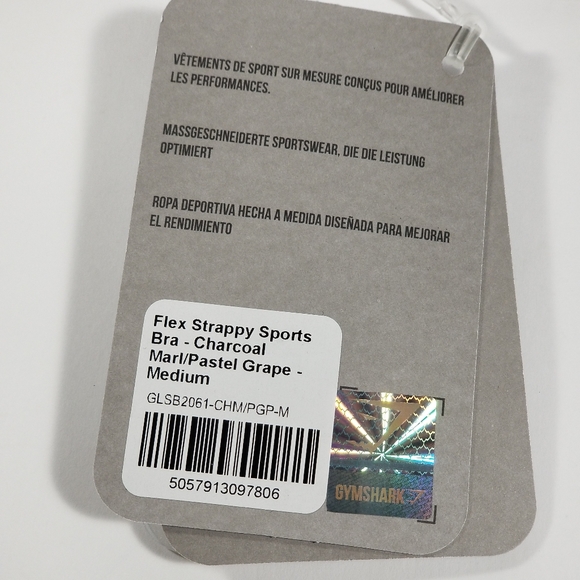 VÊTEMENTS DE SPORT SUR MESURE CONÇUS POUR AMÉLIORER
LES PERFORMANCES.
MASSGESCHNEIDERTE SPORTSWEAR, DIE DIE LEISTUNG
OPTIMIERT
ROPA DEPORTIVA HECHA A MEDIDA DISEÑADA PARA MEJORAR
EL RENDIMIENTO
Flex Strappy Sports
Bra - Charcoal
Marl/Pastel Grape -
Medium
GLSB2061-CHM/PGP-M
5057913097806
GYMSHARK